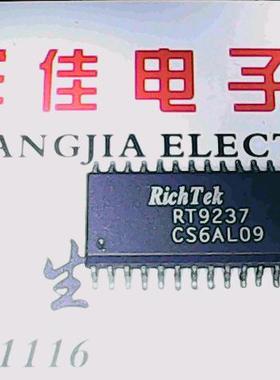 佳电子
ANGJIA ELECT
RichTek
RT9237
CS6AL09
生
1116